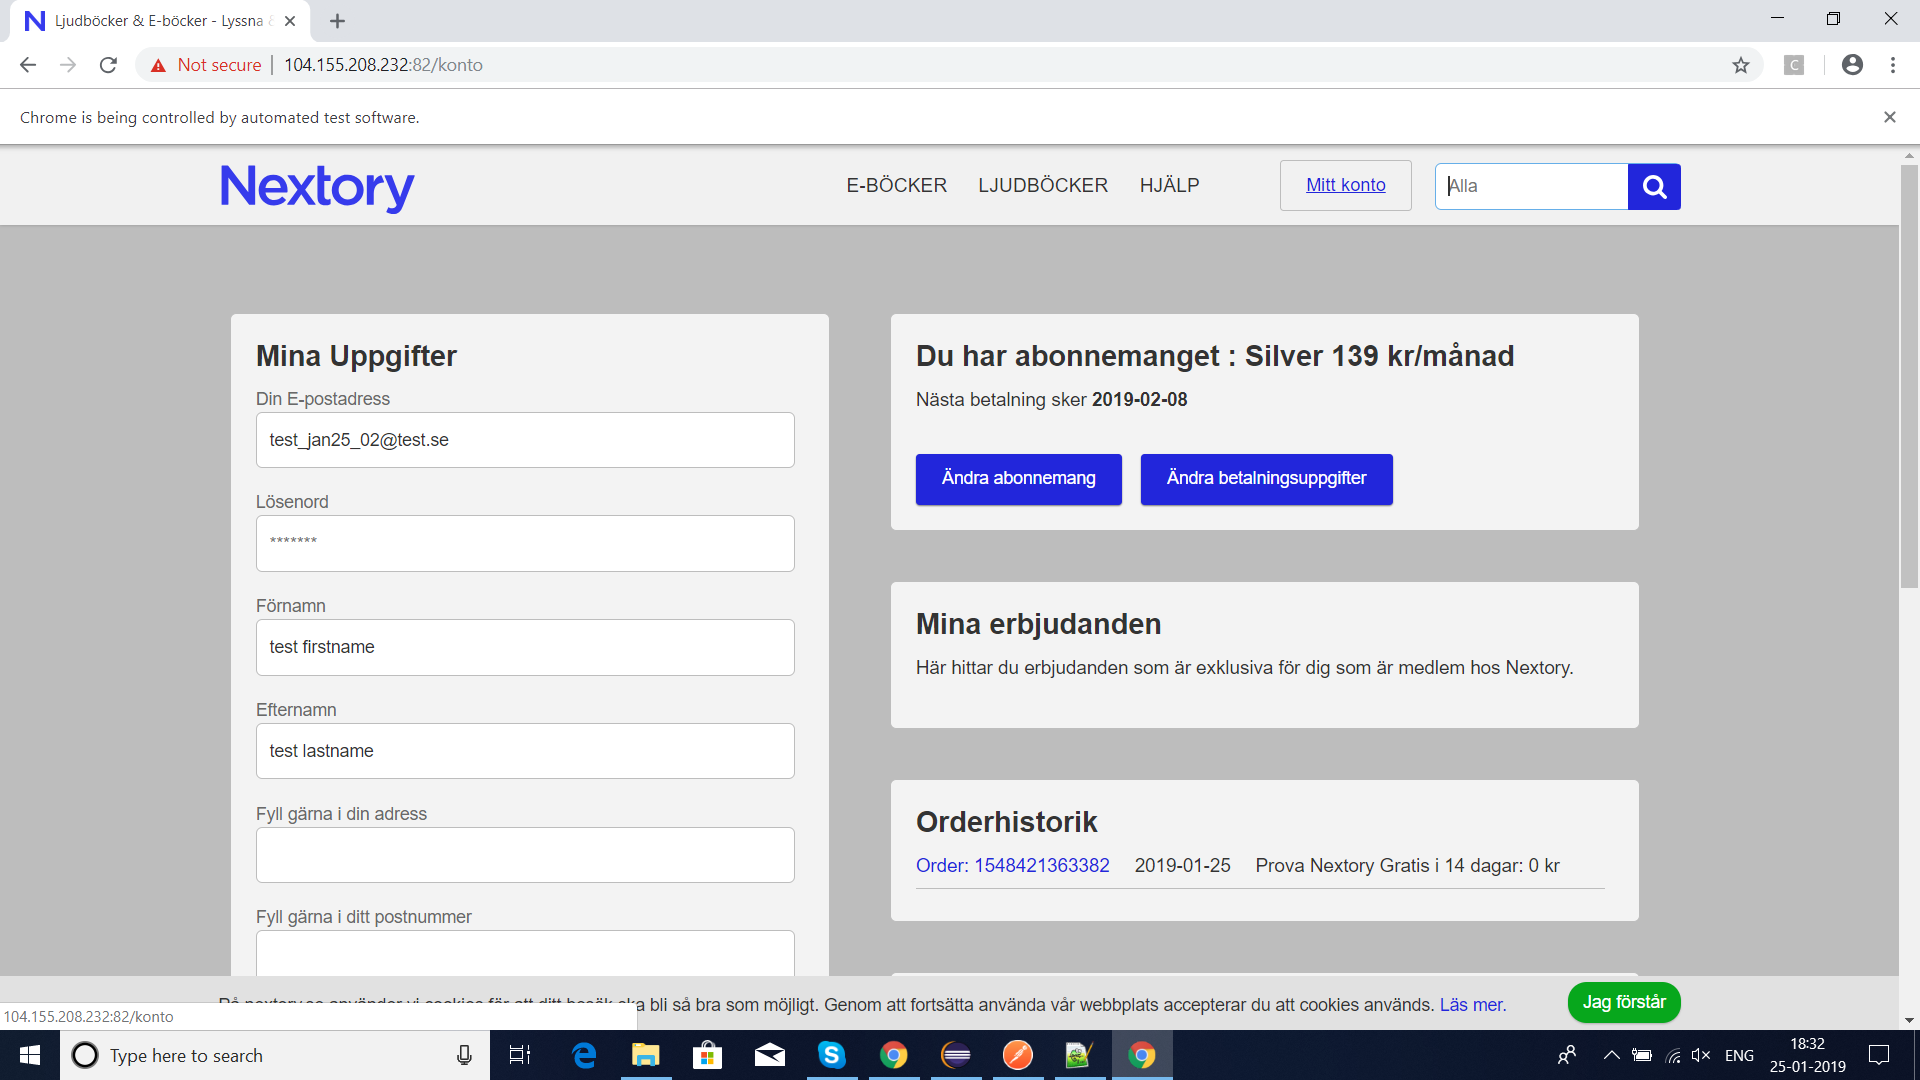 Ljudböcker & E-böcker - Lyssna
Not secure
104.155.208.232:82/konto
C
Chrome is being controlled by automated test software.
Nextory
E-BÖCKER
LJUDBÖCKER
HJÄLP
Mitt konto
Alla
Mina Uppgifter
Din E-postadress
test_jan25_02@test.se
Lösenord
*******
Förnamn
test firstname
Efternamn
test lastname
Fyll gärna i din adress
Fyll gärna i ditt postnummer
Du har abonnemanget : Silver 139 kr/månad
Nästa betalning sker 2019-02-08
Ändra abonnemang
Ändra betalningsuppgifter
Mina erbjudanden
Här hittar du erbjudanden som är exklusiva för dig som är medlem hos Nextory.
Orderhistorik
Order: 1548421363382 2019-01-25 Prova Nextory Gratis i 14 dagar: 0 kr
bli så bra som möjligt. Genom att fortsätta använda vår webbplats accepterar du att cookies används. Läs mer.
Jag förstår
104.155.208.232:82/konto
Type here to search
ENG
18:32
25-01-2019